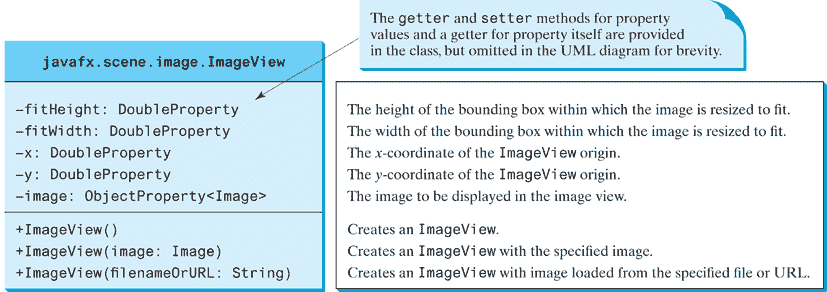 The getter and setter methods for property
values and a getter for property itself are provided
in the class, but omitted in the UML diagram for brevity.
javafx.scene.image.ImageView
-fitHeight: DoubleProperty
-fitWidth: DoubleProperty
-x: DoubleProperty
-y: DoubleProperty
-image: ObjectProperty<Image>
The height of the bounding box within which the image is resized to fit.
The width of the bounding box within which the image is resized to fit.
The x-coordinate of the ImageView origin.
The y-coordinate of the ImageView origin.
The image to be displayed in the image view.
+ImageView()
+ImageView(image: Image)
+ImageView(filenameOrURL: String)
Creates an ImageView.
Creates an ImageView with the specified image.
Creates an ImageView with image loaded from the specified file or URL.